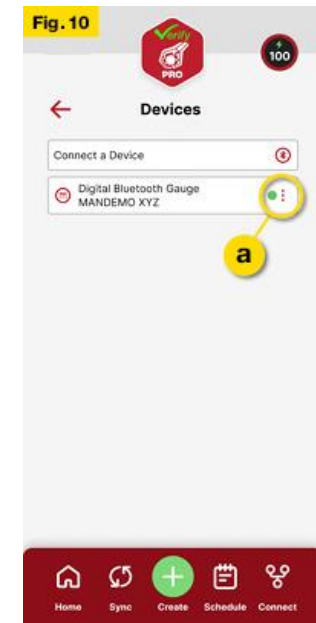 Fig. 10
Verify
PRO
100
Devices
Connect a Device
Digital Bluetooth Gauge
MANDEMO XYZ
a
Home Sync Create Schedule Connect